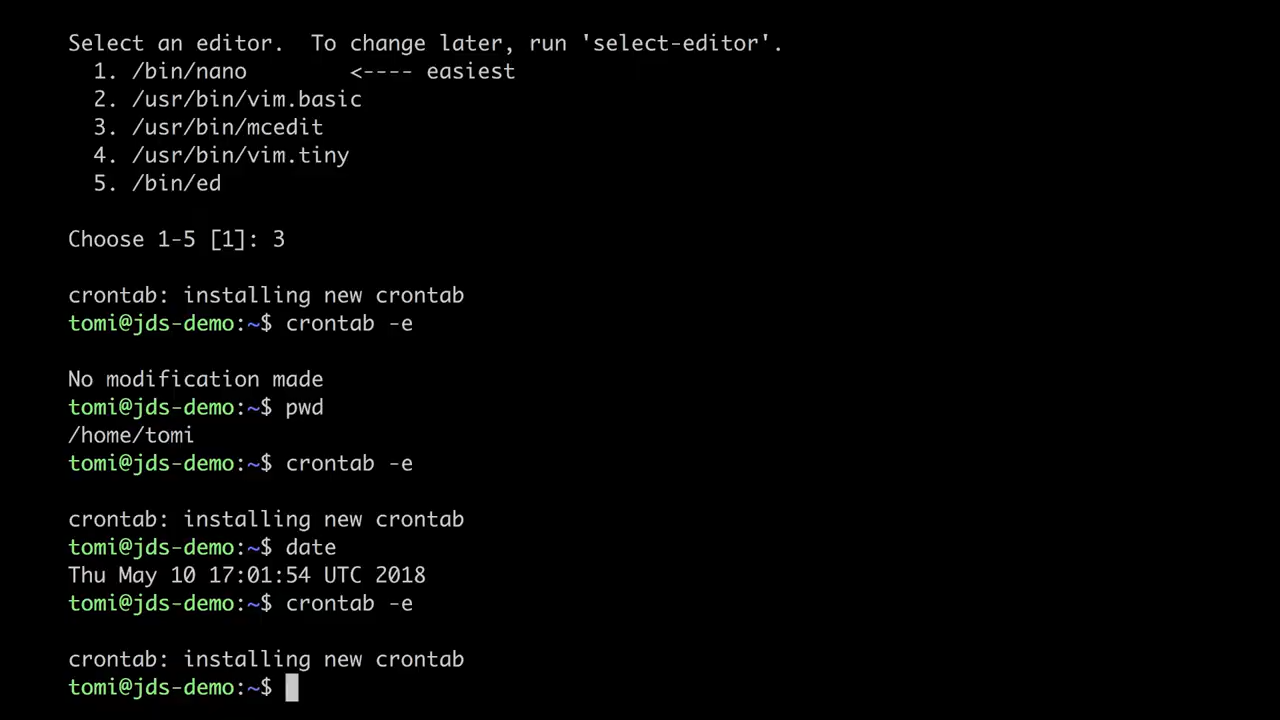 Select an editor.  To change later, run 'select-editor'.
  1. /bin/nano        <---- easiest
  2. /usr/bin/vim.basic
  3. /usr/bin/mcedit
  4. /usr/bin/vim.tiny
  5. /bin/ed
Choose 1-5 [1]: 3
crontab: installing new crontab
tomi@jds-demo:~$ crontab -e
No modification made
tomi@jds-demo:~$ pwd
/home/tomi
tomi@jds-demo:~$ crontab -e
crontab: installing new crontab
tomi@jds-demo:~$ date
Thu May 10 17:01:54 UTC 2018
tomi@jds-demo:~$ crontab -e
crontab: installing new crontab
tomi@jds-demo:~$